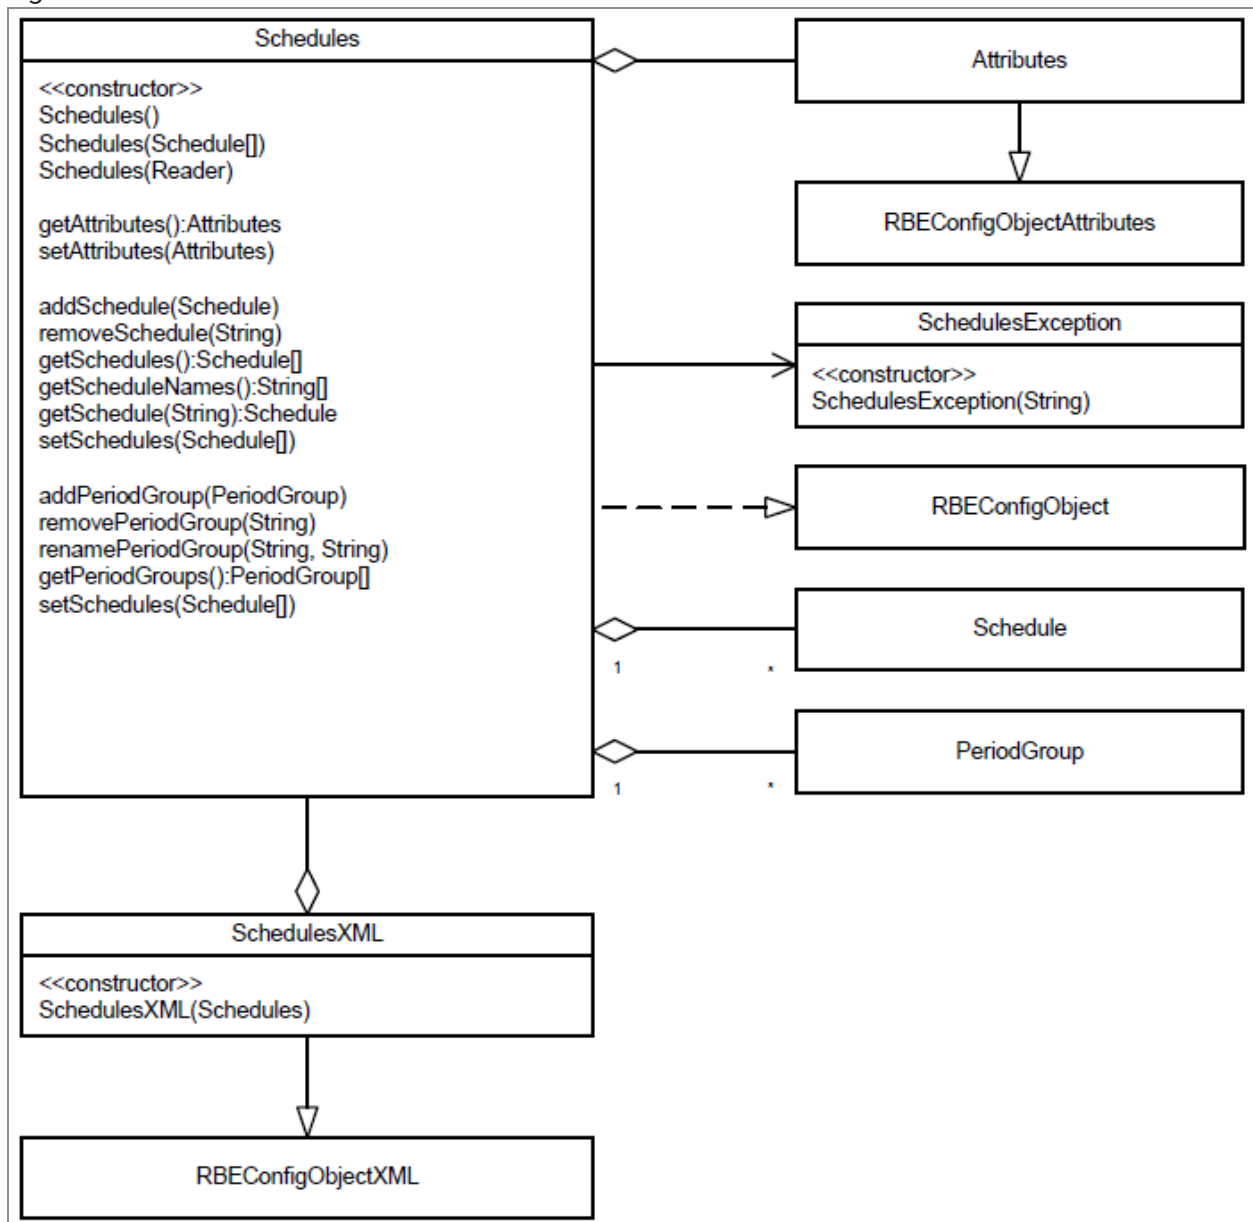 Schedules
<<constructor>>
Schedules()
Schedules(Schedule[])
Schedules(Reader)
getAttributes():Attributes
setAttributes(Attributes)
addSchedule(Schedule)
removeSchedule(String)
getSchedules():Schedule[]
getScheduleNames():String[]
getSchedule(String):Schedule
setSchedules(Schedule[])
addPeriodGroup(PeriodGroup)
removePeriodGroup(String)
renamePeriodGroup(String, String)
getPeriodGroups():PeriodGroup[]
setSchedules(Schedule[])
Attributes
RBEConfigObjectAttributes
SchedulesException
<<constructor>>
SchedulesException(String)
RBEConfigObject
Schedule
1 *
PeriodGroup
1 *
SchedulesXML
<<constructor>>
SchedulesXML(Schedules)
RBEConfigObjectXML